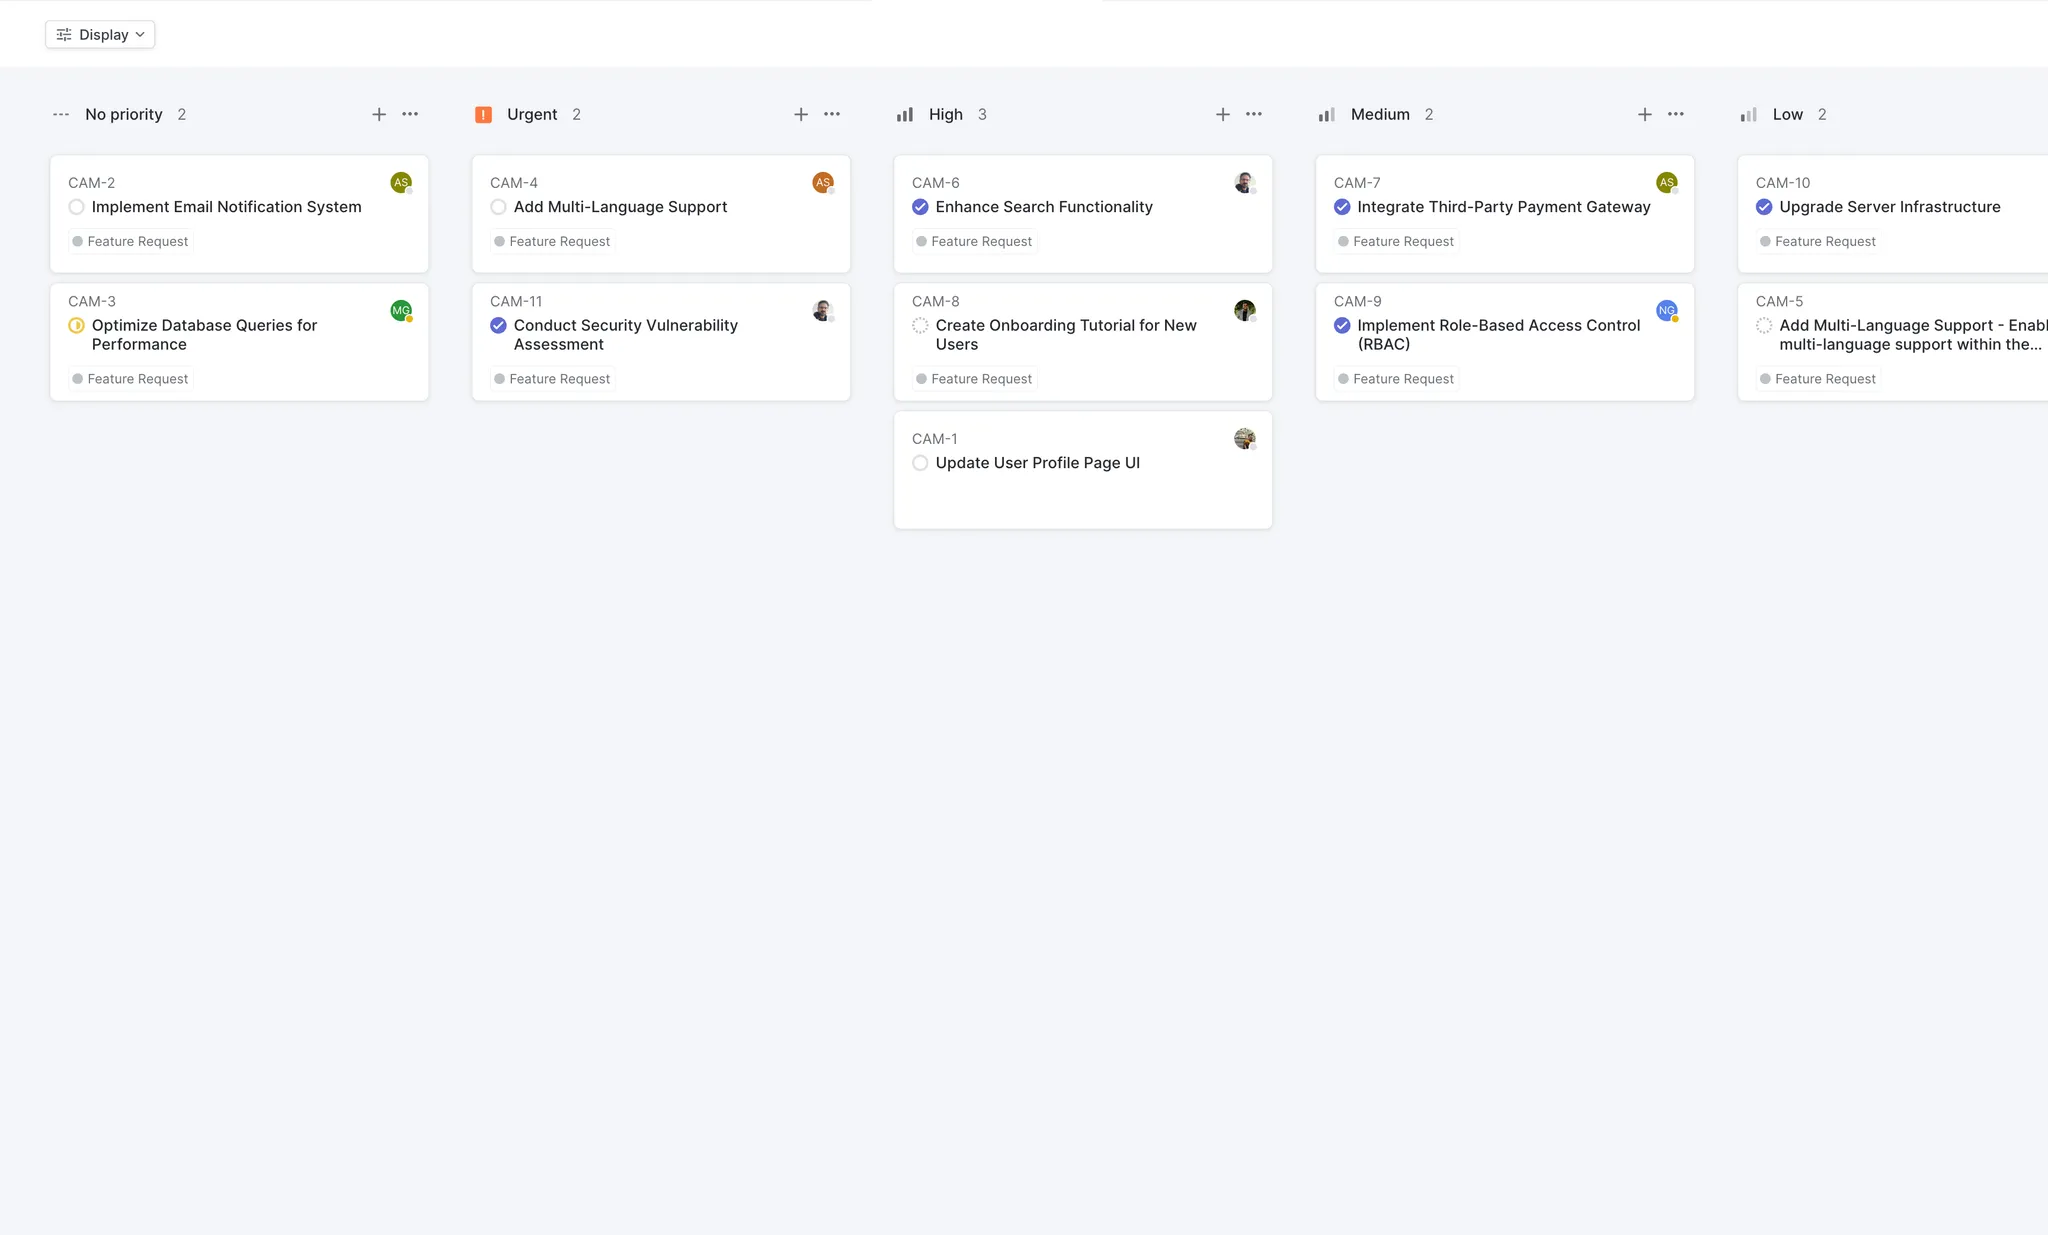 Display
No priority 2
CAM-2
AS
Implement Email Notification System
Feature Request
CAM-3
MG
Optimize Database Queries for
Performance
Feature Request
Urgent 2
CAM-4
AS
Add Multi-Language Support
Feature Request
CAM-11
Conduct Security Vulnerability
Assessment
Feature Request
High 3
CAM-6
Enhance Search Functionality
Feature Request
CAM-8
Create Onboarding Tutorial for New
Users
Feature Request
CAM-1
Update User Profile Page UI
Medium 2
CAM-7
AS
Integrate Third-Party Payment Gateway
Feature Request
CAM-9
NG
Implement Role-Based Access Control
(RBAC)
Feature Request
Low 2
CAM-10
Upgrade Server Infrastructure
Feature Request
CAM-5
Add Multi-Language Support - Enabl
multi-language support within the...
Feature Request